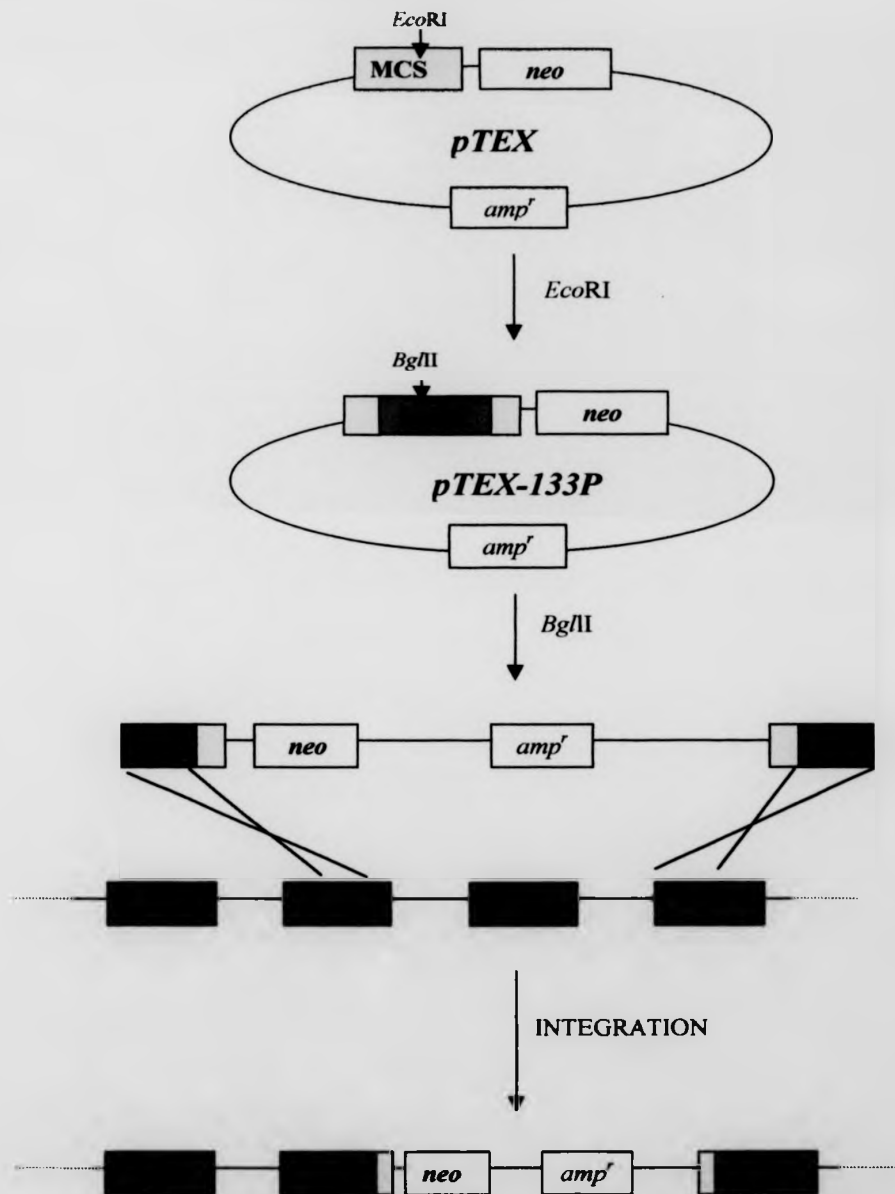 EcoRI
MCS neo
pTEX
ampʳ
EcoRI
BglII
neo
pTEX-133P
ampʳ
BglII
neo ampʳ
INTEGRATION
neo ampʳ